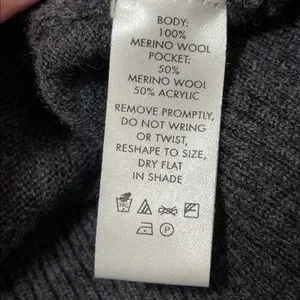 BODY:
100%
MERINO WOOL
POCKET:
50%
MERINO WOOL
50% ACRYLIC
REMOVE PROMPTLY,
DO NOT WRING
OR TWIST,
RESHAPE TO SIZE,
DRY FLAT
IN SHADE
P